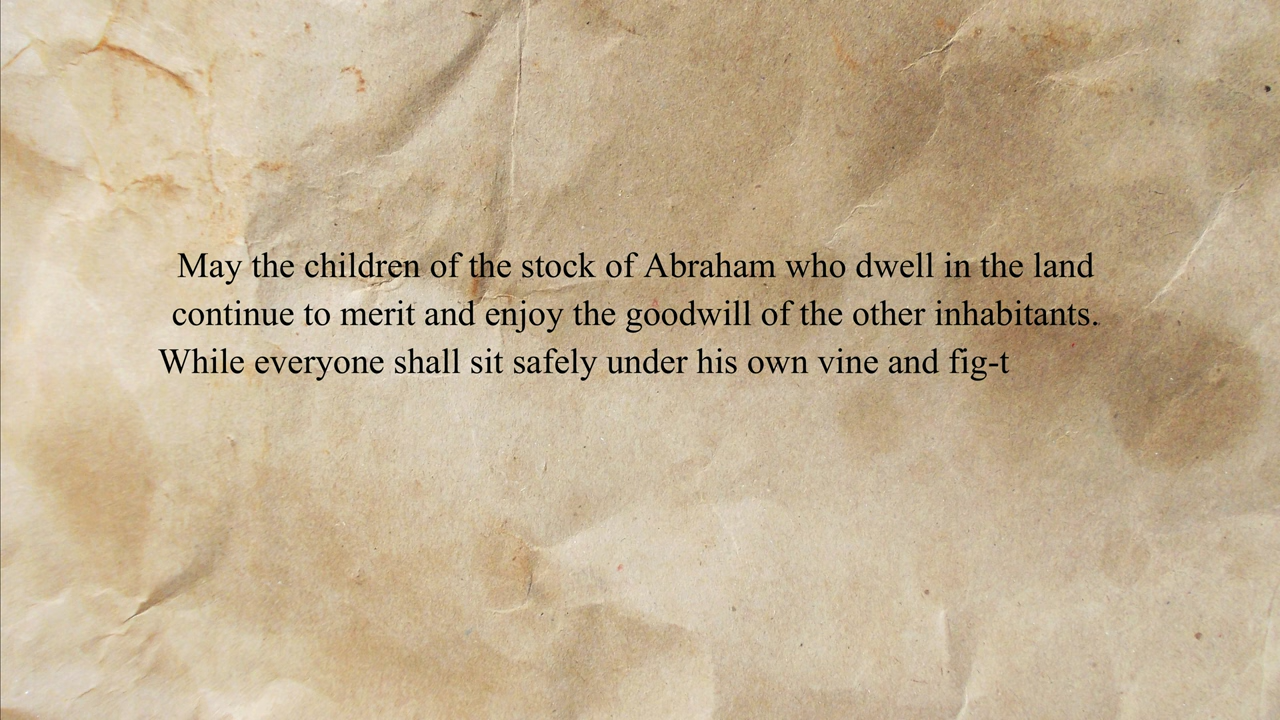 May the children of the stock of Abraham who dwell in the land
continue to merit and enjoy the goodwill of the other inhabitants.
While everyone shall sit safely under his own vine and fig-t